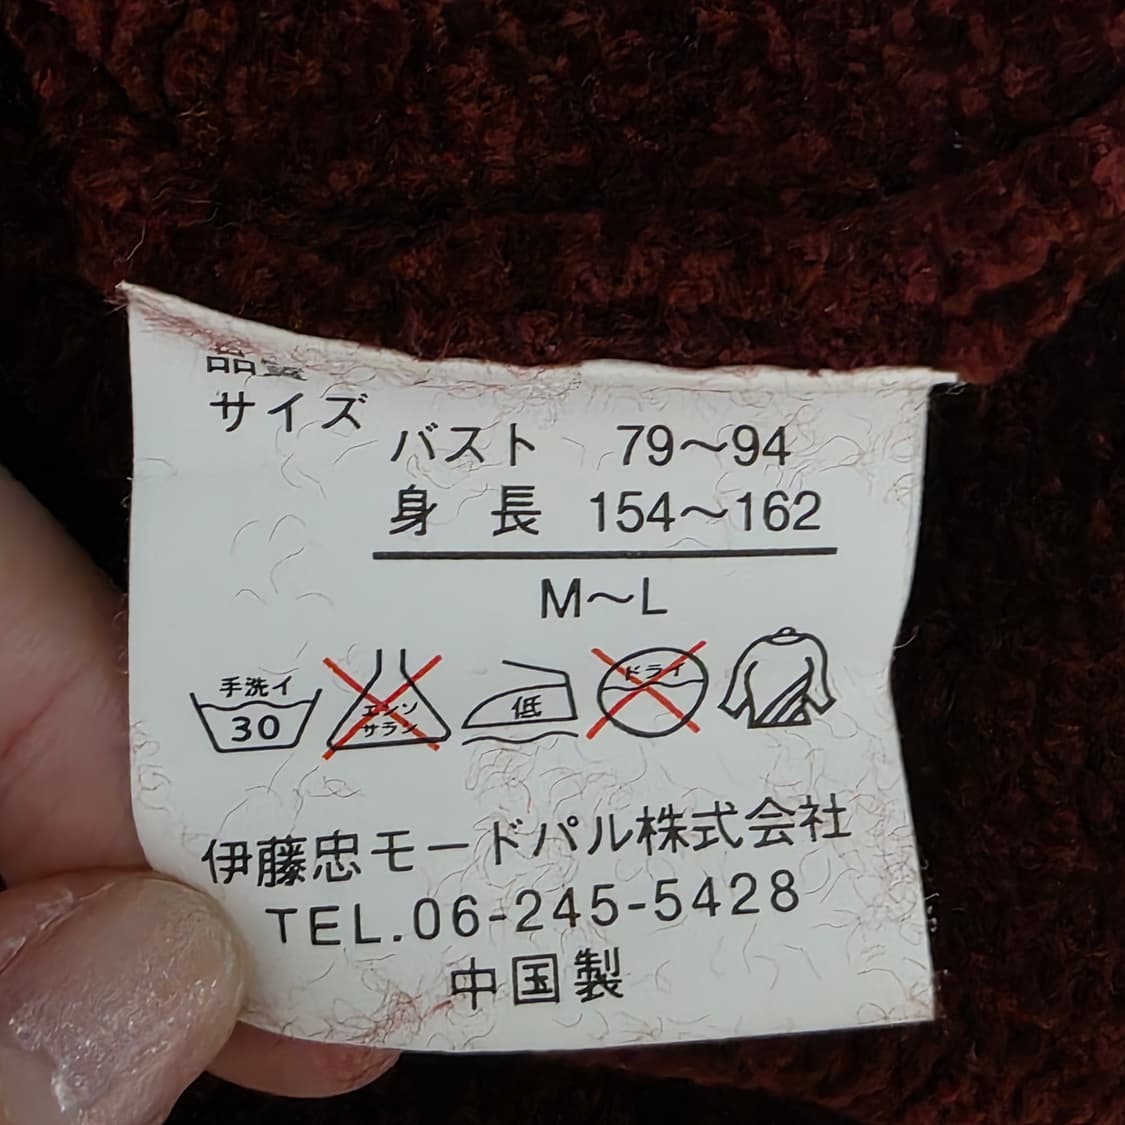 サイズ
バスト 79～94
身 長 154～162
M～L
手洗イ
30
エンソ
サラシ
低
ドライ
伊藤忠モードパル株式会社
TEL.06-245-5428
中国製